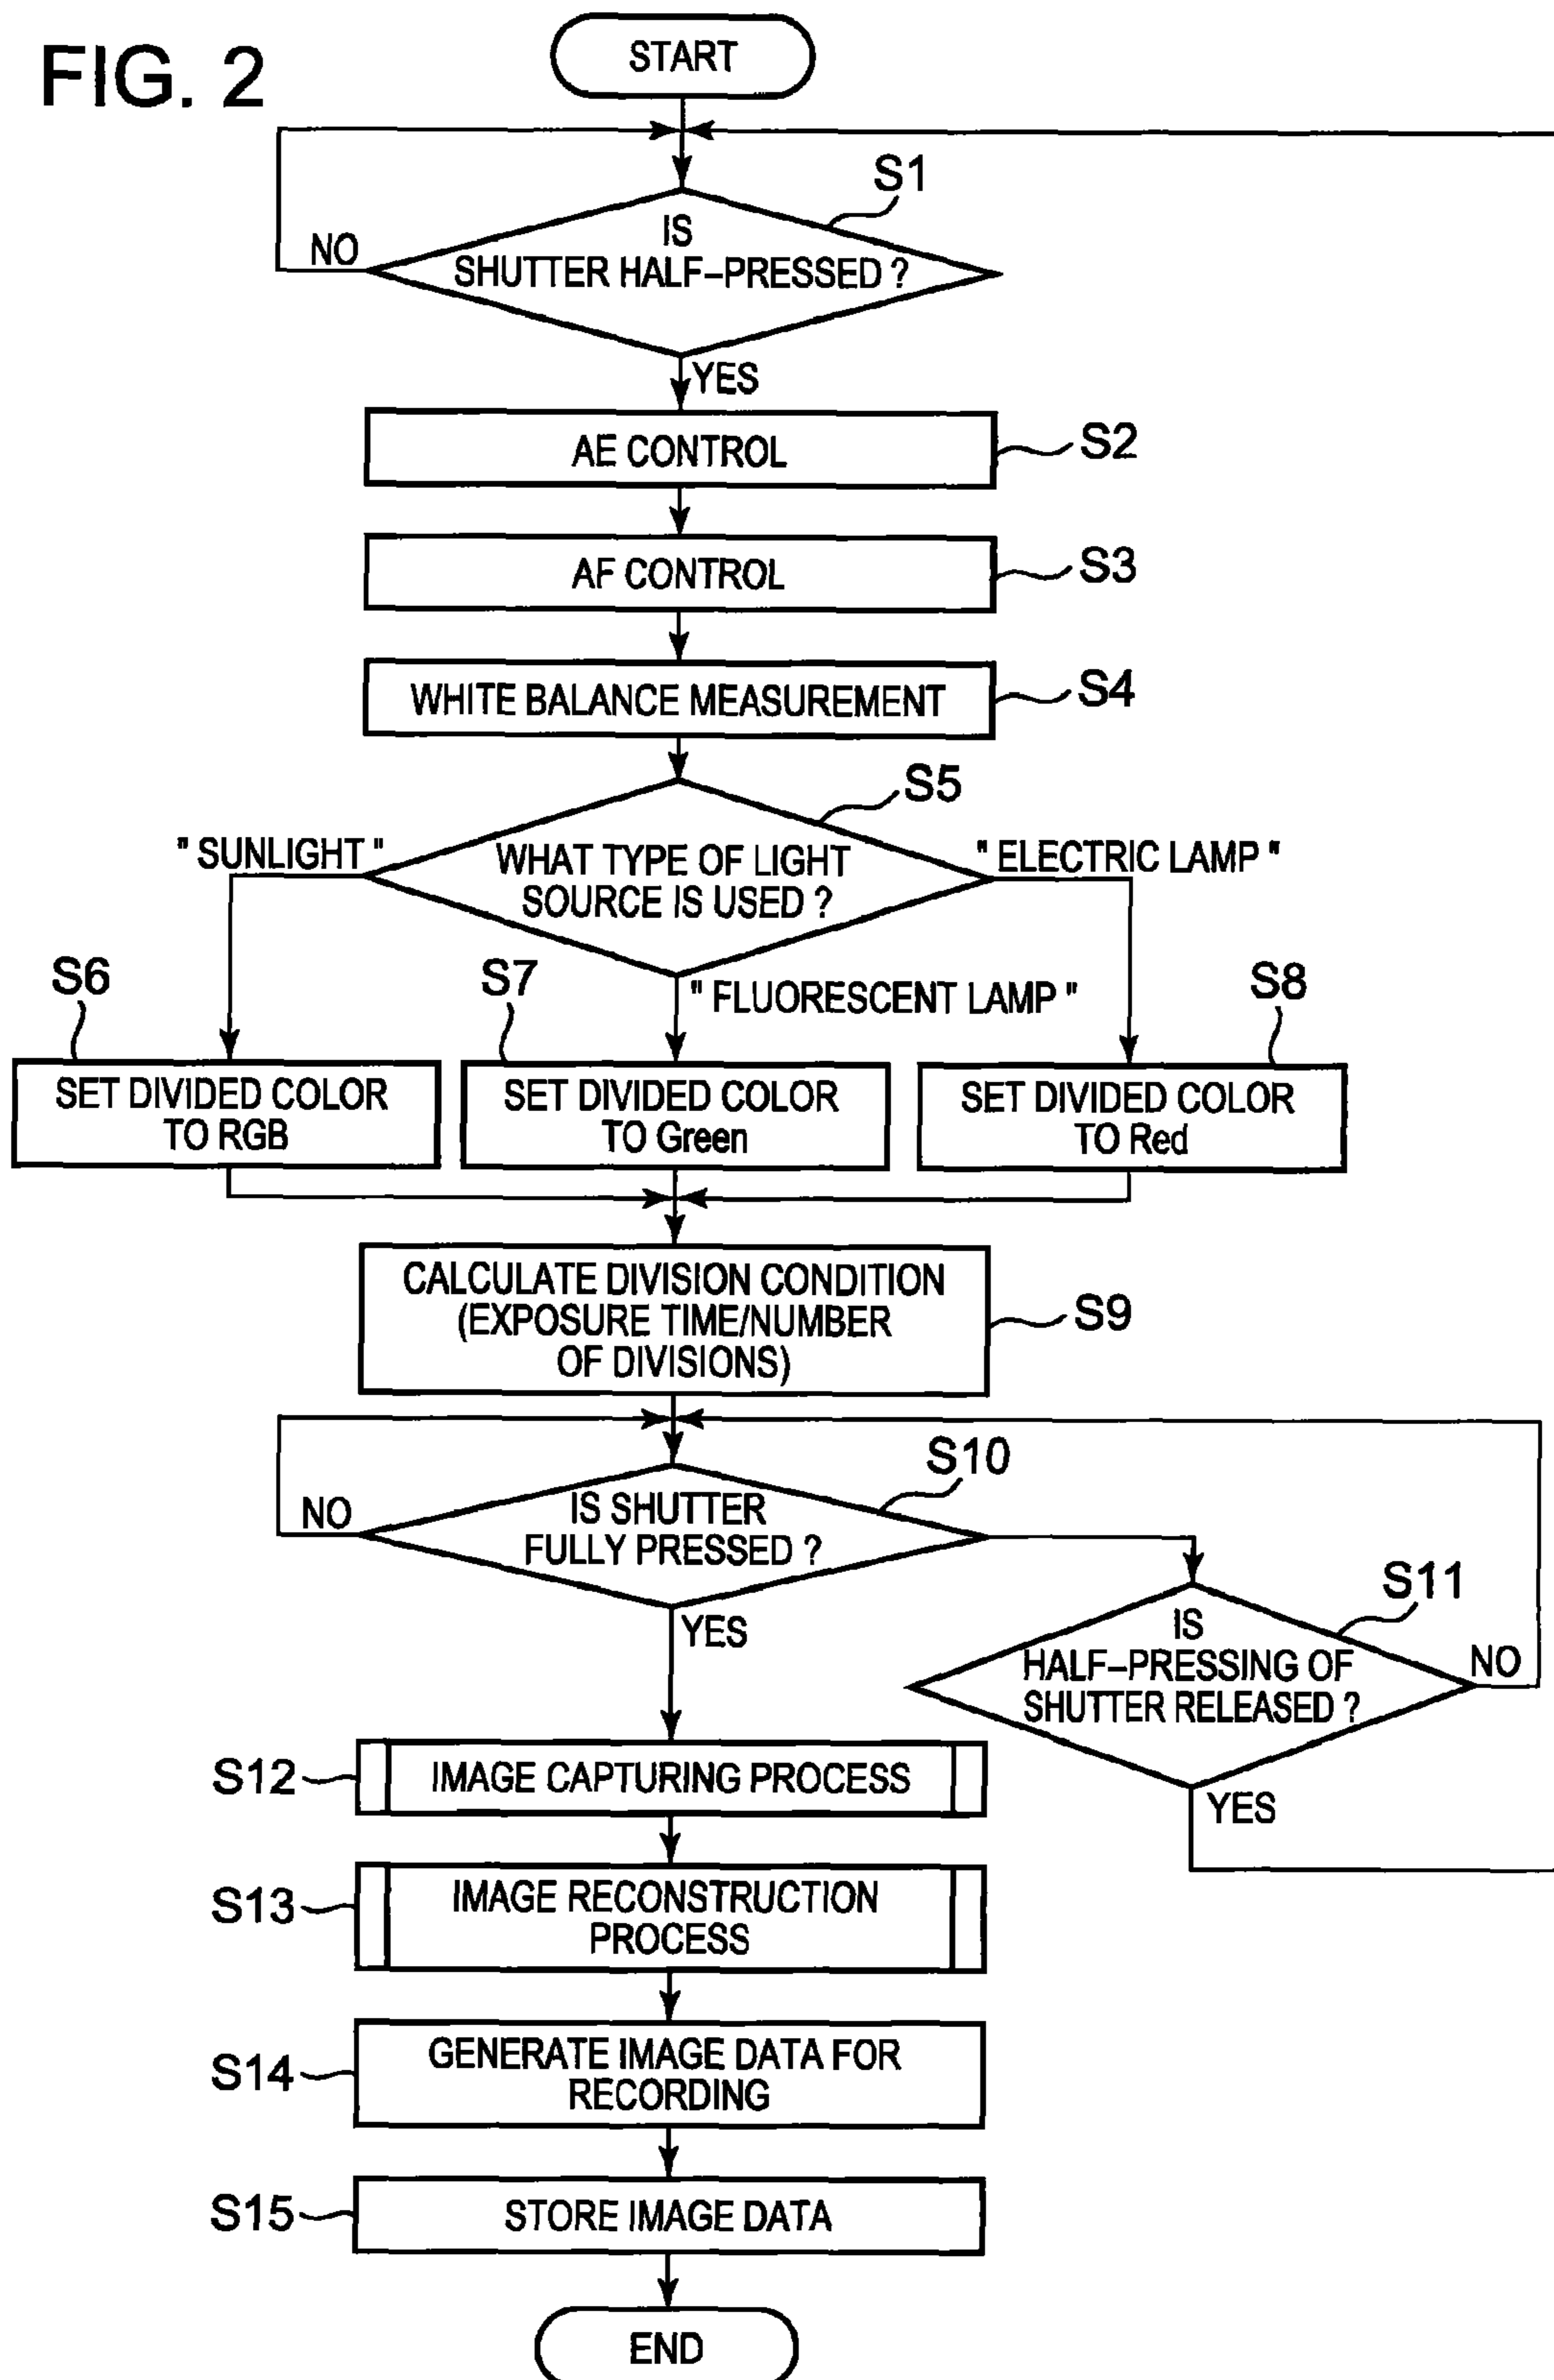 FIG. 2
START
S1
IS
SHUTTER HALF-PRESSED ?
NO
YES
AE CONTROL
S2
AF CONTROL
S3
WHITE BALANCE MEASUREMENT
S4
S5
" SUNLIGHT "
WHAT TYPE OF LIGHT
SOURCE IS USED ?
" ELECTRIC LAMP "
" FLUORESCENT LAMP "
S6
S7
S8
SET DIVIDED COLOR
TO RGB
SET DIVIDED COLOR
TO Green
SET DIVIDED COLOR
TO Red
CALCULATE DIVISION CONDITION
(EXPOSURE TIME/NUMBER
OF DIVISIONS)
S9
S10
NO
IS SHUTTER
FULLY PRESSED ?
YES
S11
IS
HALF-PRESSING OF
SHUTTER RELEASED ?
NO
YES
S12
IMAGE CAPTURING PROCESS
S13
IMAGE RECONSTRUCTION
PROCESS
S14
GENERATE IMAGE DATA FOR
RECORDING
S15
STORE IMAGE DATA
END